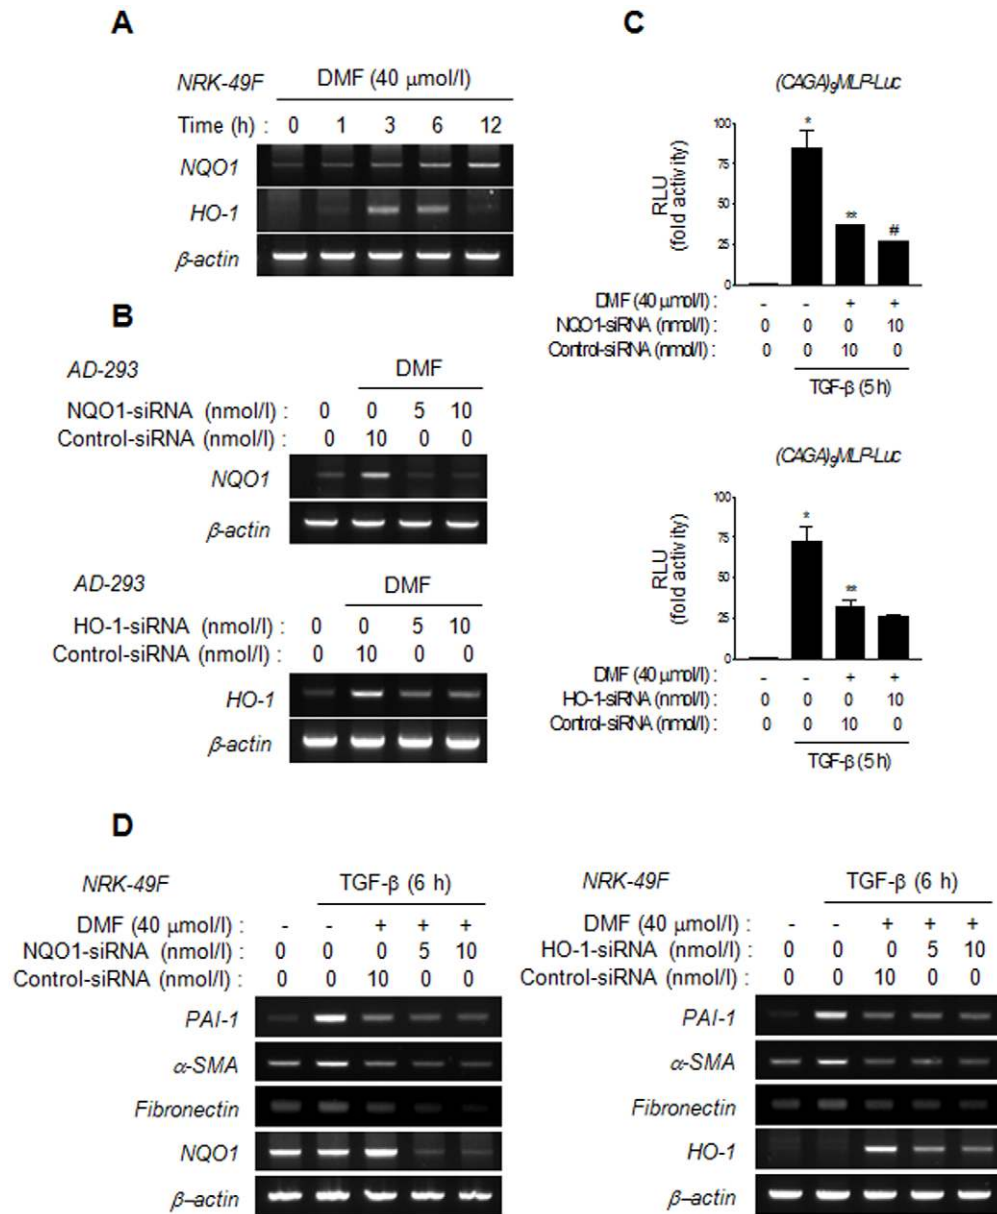 A
NRK-49F DMF (40 μmol/l)
Time (h) : 0 1 3 6 12
NQO1
HO-1
β-actin
B
AD-293 DMF
NQO1-siRNA (nmol/l) : 0 0 5 10
Control-siRNA (nmol/l) : 0 10 0 0
NQO1
β-actin
AD-293 DMF
HO-1-siRNA (nmol/l) : 0 0 5 10
Control-siRNA (nmol/l) : 0 10 0 0
HO-1
β-actin
C
(CAGA)9MLP-Luc
RLU
(fold activity)
100
75
50
25
0
*
**
#
DMF (40 μmol/l) : - - + +
NQO1-siRNA (nmol/l) : 0 0 0 10
Control-siRNA (nmol/l) : 0 0 10 0
TGF-β (5 h)
(CAGA)9MLP-Luc
RLU
(fold activity)
100
75
50
25
0
*
**
DMF (40 μmol/l) : - - + +
HO-1-siRNA (nmol/l) : 0 0 0 10
Control-siRNA (nmol/l) : 0 0 10 0
TGF-β (5 h)
D
NRK-49F TGF-β (6 h)
DMF (40 μmol/l) : - - + + +
NQO1-siRNA (nmol/l) : 0 0 0 5 10
Control-siRNA (nmol/l) : 0 0 10 0 0
PAI-1
α-SMA
Fibronectin
NQO1
β–actin
NRK-49F TGF-β (6 h)
DMF (40 μmol/l) : - - + + +
HO-1-siRNA (nmol/l) : 0 0 0 5 10
Control-siRNA (nmol/l) : 0 0 10 0 0
PAI-1
α-SMA
Fibronectin
HO-1
β–actin